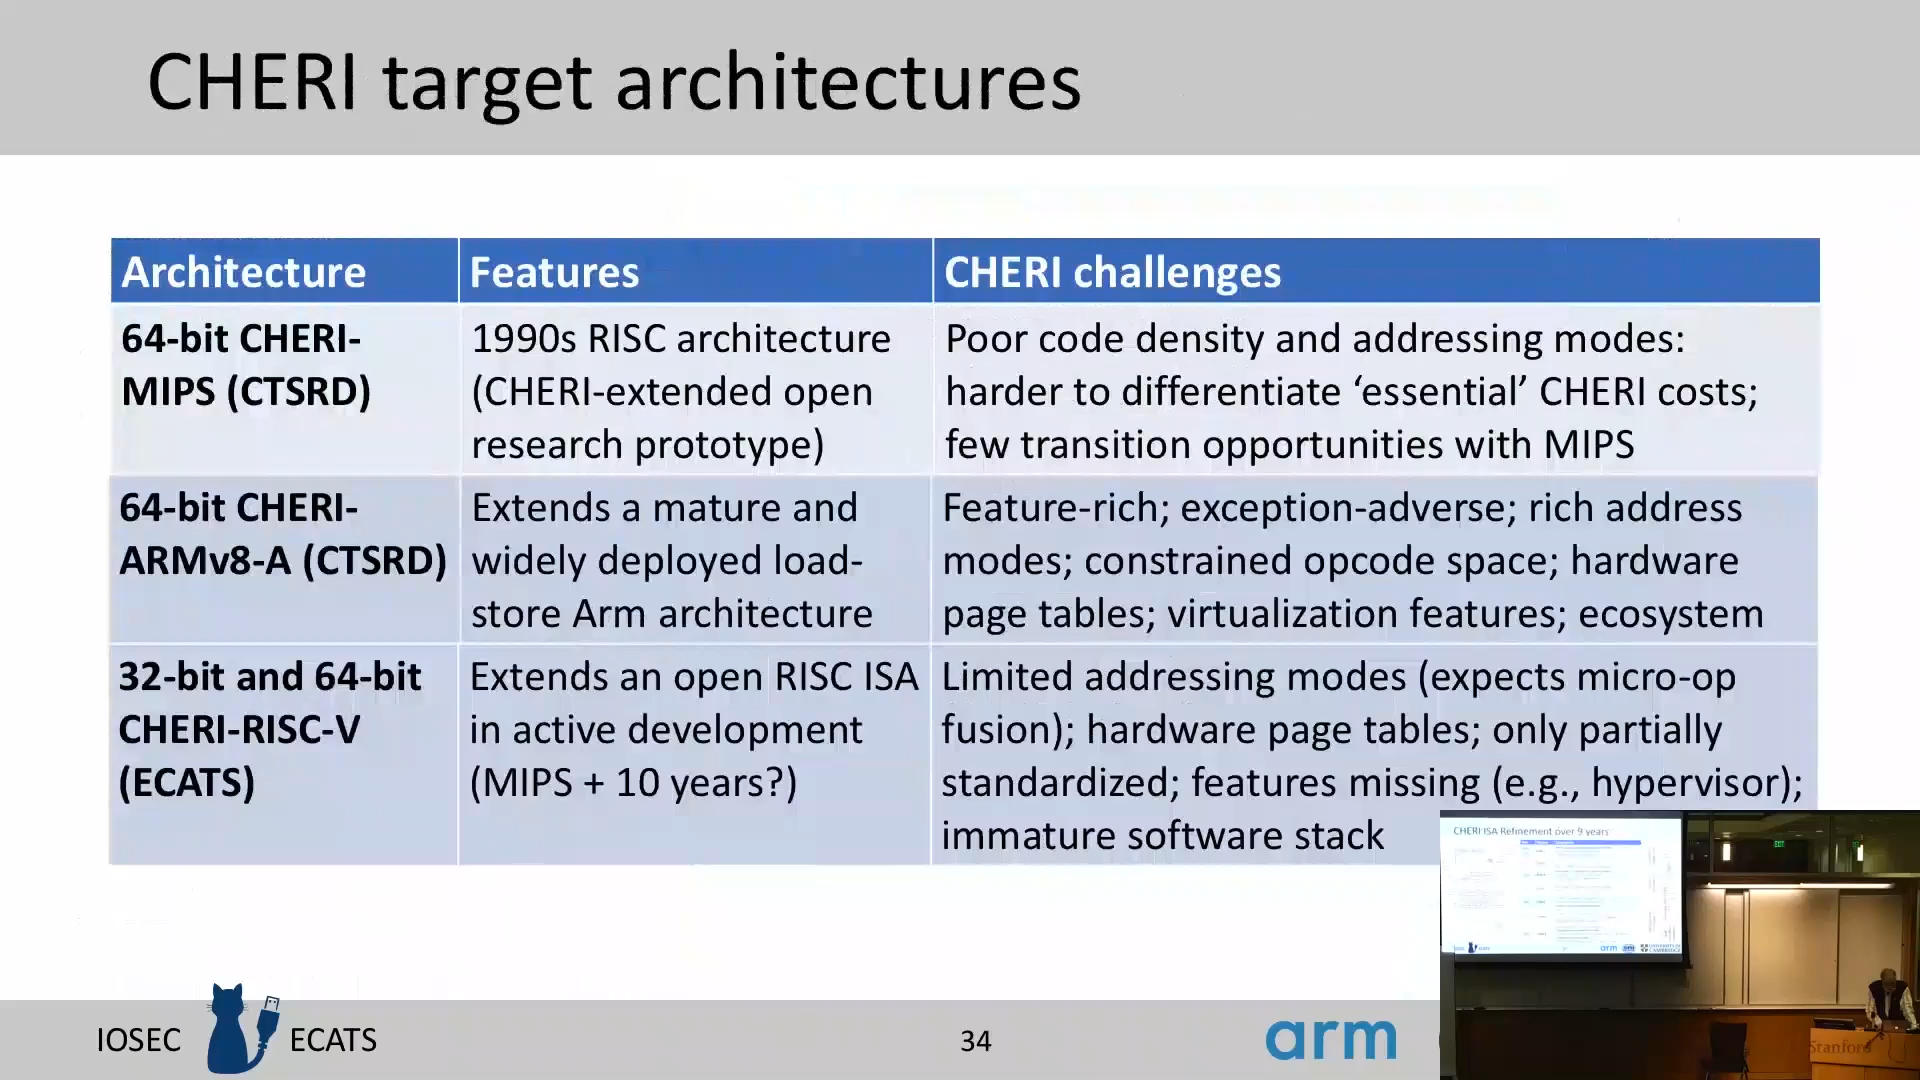 CHERI target architectures
Architecture
Features
CHERI challenges
64-bit CHERI-
MIPS (CTSRD)
1990s RISC architecture
(CHERI-extended open
research prototype)
Poor code density and addressing modes:
harder to differentiate ‘essential’ CHERI costs;
few transition opportunities with MIPS
64-bit CHERI-
ARMv8-A (CTSRD)
Extends a mature and
widely deployed load-
store Arm architecture
Feature-rich; exception-adverse; rich address
modes; constrained opcode space; hardware
page tables; virtualization features; ecosystem
32-bit and 64-bit
CHERI-RISC-V
(ECATS)
Extends an open RISC ISA
in active development
(MIPS + 10 years?)
Limited addressing modes (expects micro-op
fusion); hardware page tables; only partially
standardized; features missing (e.g., hypervisor);
immature software stack
CHERI ISA Refinement over 9 years
arm
Stanford
IOSEC
ECATS
34
arm